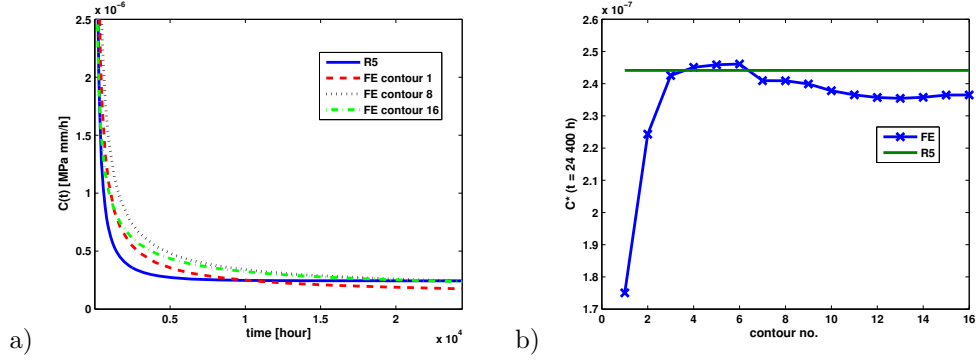 a)
x 10⁻⁶
2.5
2
1.5
1
0.5
0
C(t) [MPa mm/h]
R5
FE contour 1
FE contour 8
FE contour 16
0.5 1 1.5 2
x 10⁴
time [hour]
b)
x 10⁻⁷
2.6
2.5
2.4
2.3
2.2
2.1
2
1.9
1.8
1.7
C* (t = 24 400 h)
FE
R5
0 2 4 6 8 10 12 14 16
contour no.